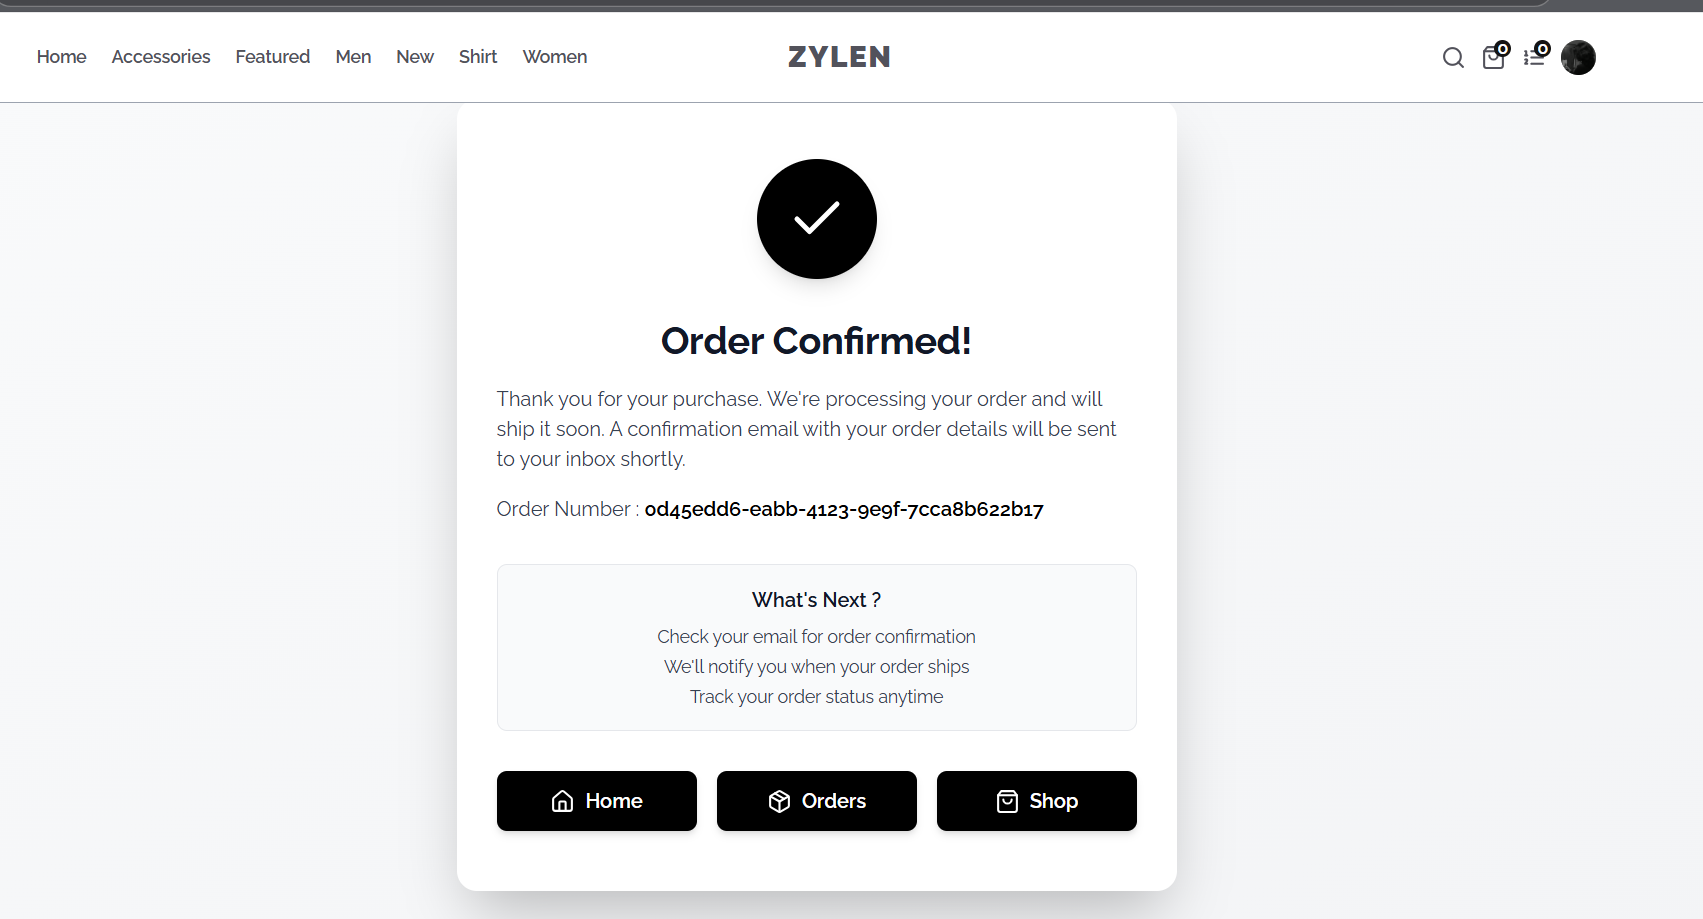 Home Accessories Featured Men New Shirt Women
ZYLEN
0 0
Order Confirmed!
Thank you for your purchase. We're processing your order and will
ship it soon. A confirmation email with your order details will be sent
to your inbox shortly.
Order Number : 0d45edd6-eabb-4123-9e9f-7cca8b622b17
What's Next ?
Check your email for order confirmation
We'll notify you when your order ships
Track your order status anytime
Home Orders Shop